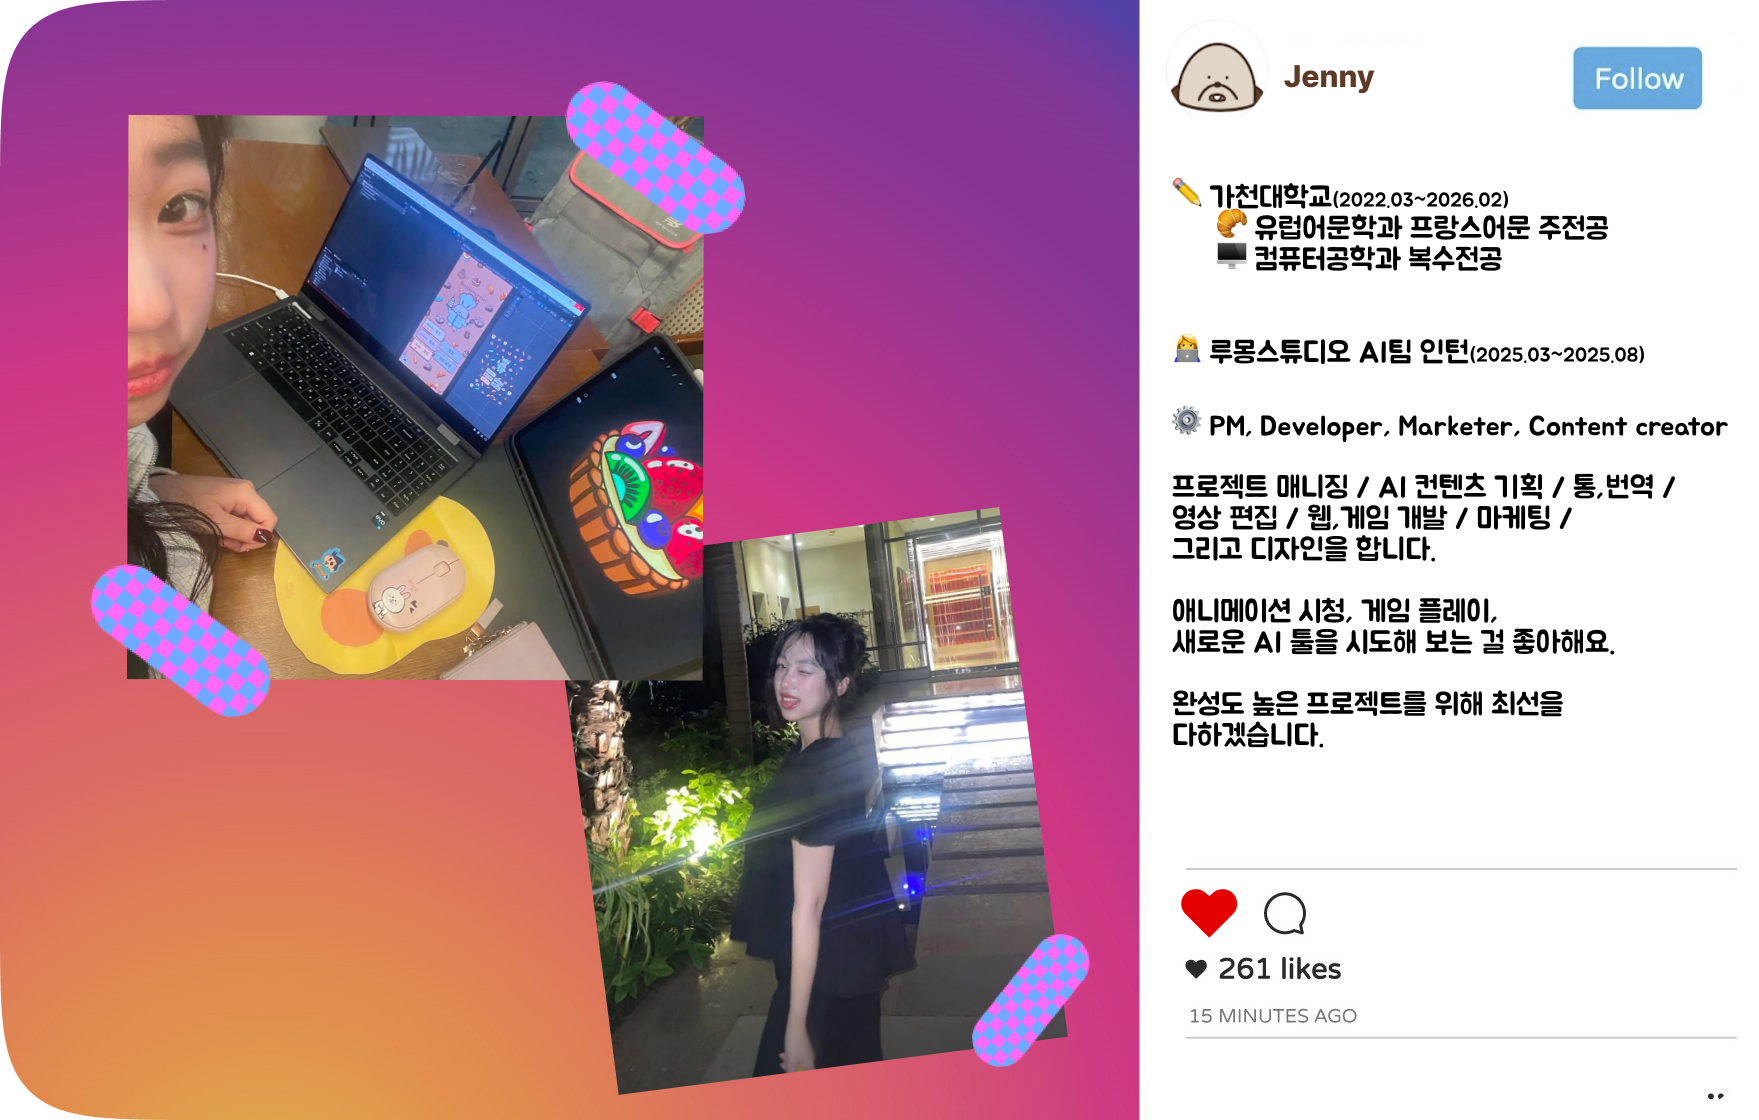 Jenny
Follow
가천대학교(2022.03~2026.02)
유럽어문학과 프랑스어문 주전공
컴퓨터공학과 복수전공
루몽스튜디오 AI팀 인턴(2025.03~2025.08)
PM, Developer, Marketer, Content creator
프로젝트 매니징 / AI 컨텐츠 기획 / 통,번역 /
영상 편집 / 웹,게임 개발 / 마케팅 /
그리고 디자인을 합니다.
애니메이션 시청, 게임 플레이,
새로운 AI 툴을 시도해 보는 걸 좋아해요.
완성도 높은 프로젝트를 위해 최선을
다하겠습니다.
261 likes
15 MINUTES AGO